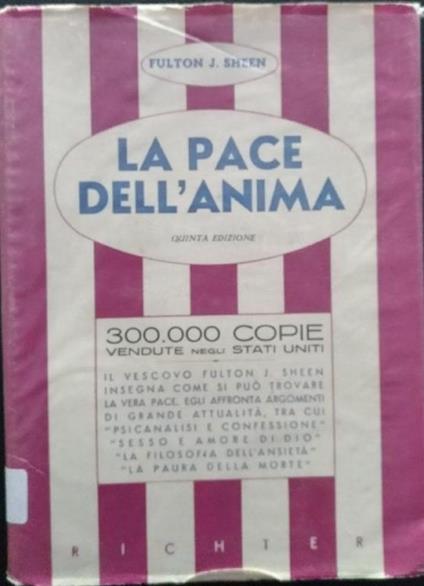 FULTON J. SHEEN
LA PACE
DELL'ANIMA
QUINTA EDIZIONE
300.000 COPIE
VENDUTE NEGLI STATI UNITI
IL VESCOVO FULTON J. SHEEN
INSEGNA COME SI PUÒ TROVARE
LA VERA PACE. EGLI AFFRONTA ARGOMENTI
DI GRANDE ATTUALITÀ, TRA CUI
"PSICANALISI E CONFESSIONE"
"SESSO E AMORE DI DIO"
"LA FILOSOFIA DELL'ANSIETÀ"
"LA PAURA DELLA MORTE"
RICHTER